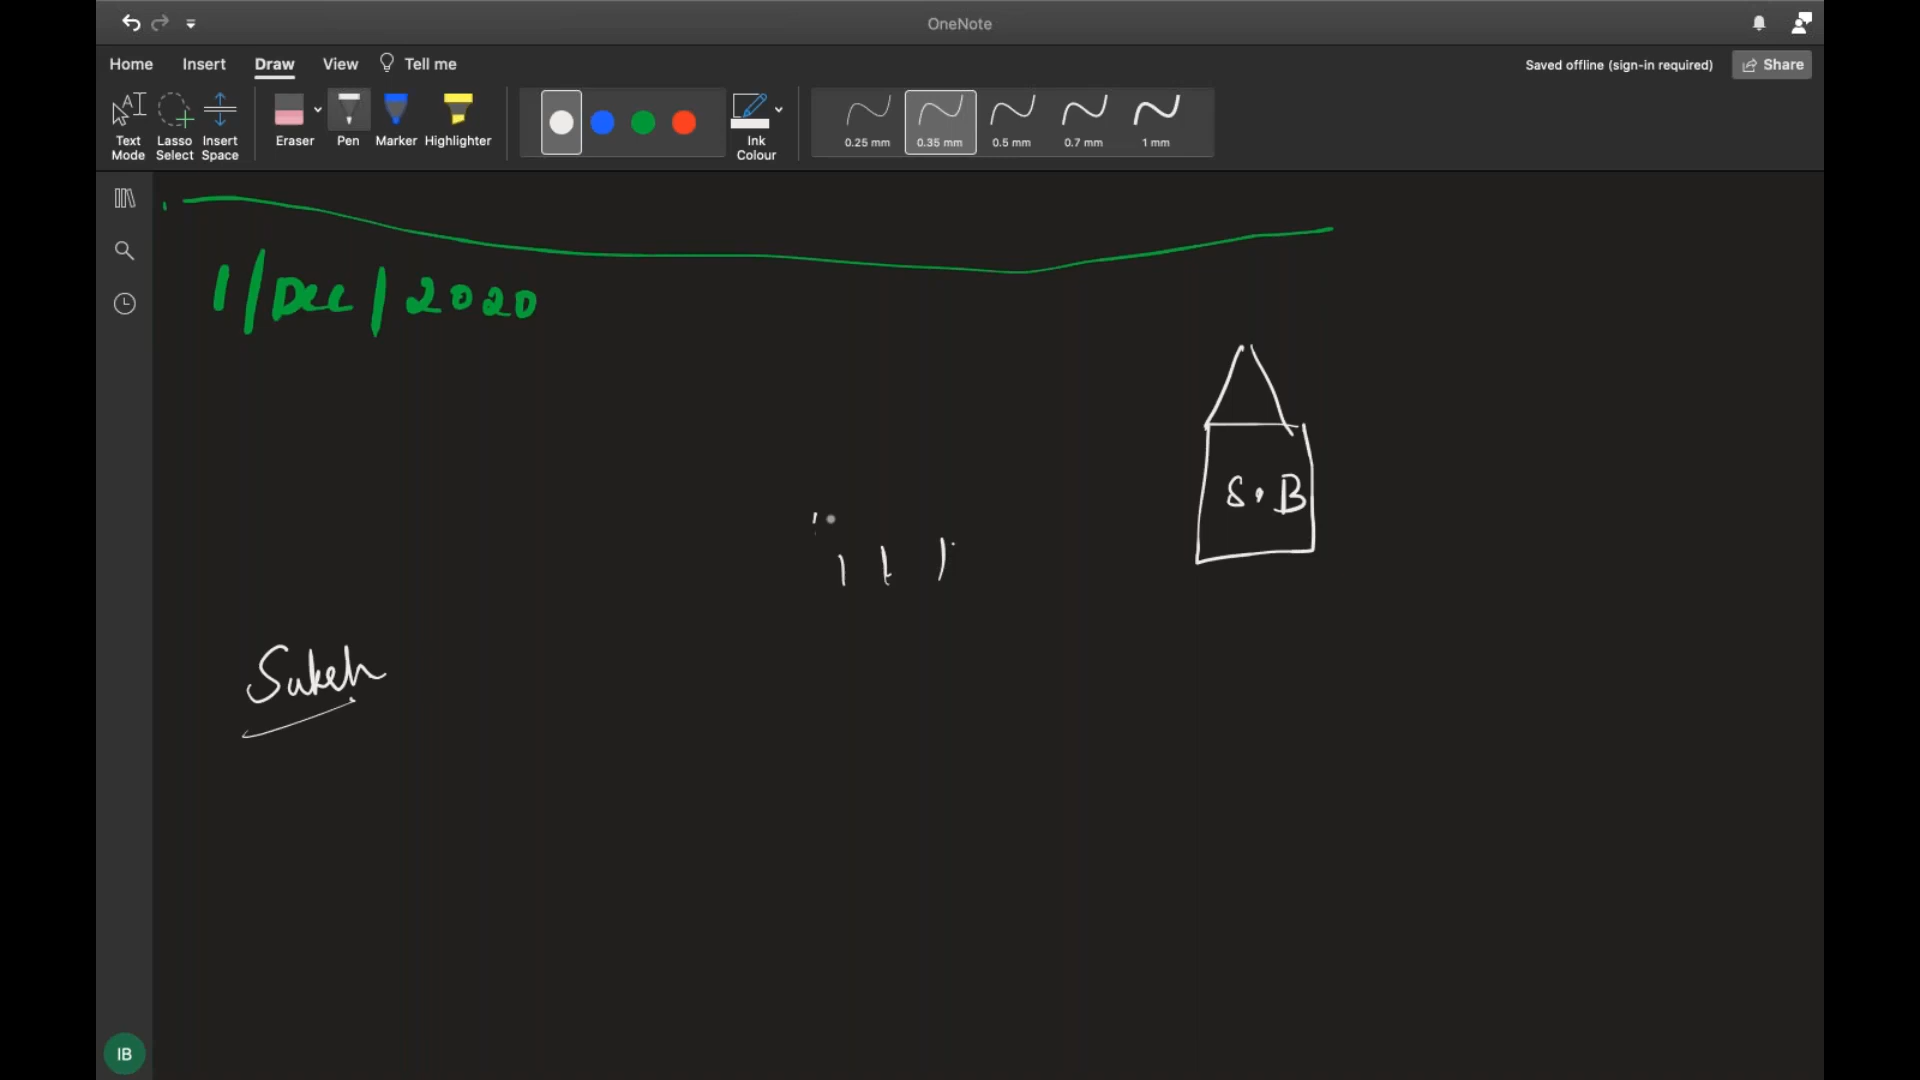 OneNote
Home Insert Draw View Tell me
Saved offline (sign-in required) Share
Text Mode
Lasso Select
Insert Space
Eraser
Pen
Marker
Highlighter
Ink Colour
0.25 mm
0.35 mm
0.5 mm
0.7 mm
1 mm
1/Dec/2020
S.B
Sukeh
IB